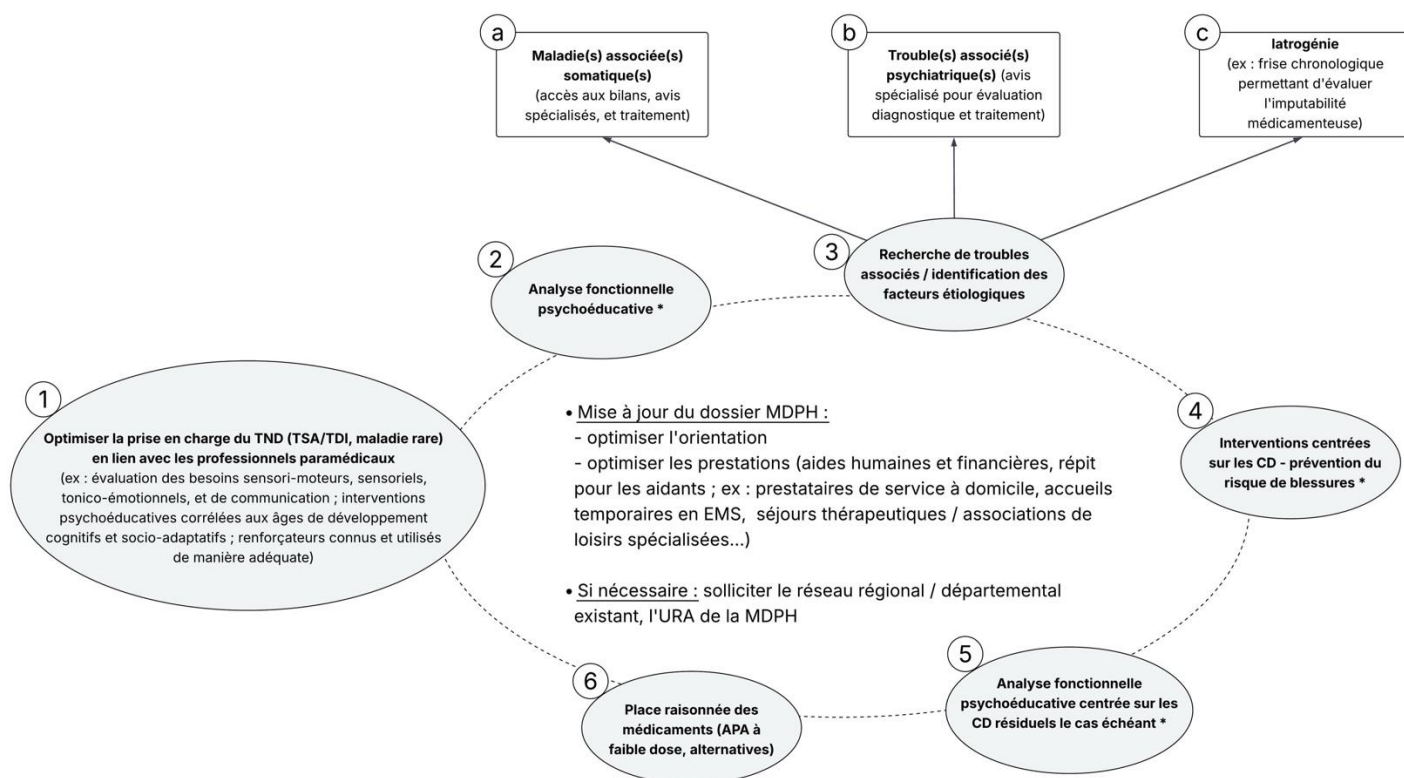 a
Maladie(s) associée(s)
somatique(s)
(accès aux bilans, avis
spécialisés, et traitement)
b
Trouble(s) associé(s)
psychiatrique(s) (avis
spécialisé pour évaluation
diagnostique et traitement)
c
Iatrogénie
(ex : frise chronologique
permettant d'évaluer
l'imputabilité
médicamenteuse)
1
Optimiser la prise en charge du TND (TSA/TDI, maladie rare)
en lien avec les professionnels paramédicaux
(ex : évaluation des besoins sensori-moteurs, sensoriels,
tonico-émotionnels, et de communication ; interventions
psychoéducatives corrélées aux âges de développement
cognitifs et socio-adaptatifs ; renforçateurs connus et utilisés
de manière adéquate)
2
Analyse fonctionnelle
psychoéducative *
3
Recherche de troubles
associés / identification des
facteurs étiologiques
4
Interventions centrées
sur les CD - prévention du
risque de blessures *
5
Analyse fonctionnelle
psychoéducative centrée sur les
CD résiduels le cas échéant *
6
Place raisonnée des
médicaments (APA à
faible dose, alternatives)
• Mise à jour du dossier MDPH :
- optimiser l'orientation
- optimiser les prestations (aides humaines et financières, répit
pour les aidants ; ex : prestataires de service à domicile, accueils
temporaires en EMS, séjours thérapeutiques / associations de
loisirs spécialisées...)
• Si nécessaire : solliciter le réseau régional / départemental
existant, l'URA de la MDPH